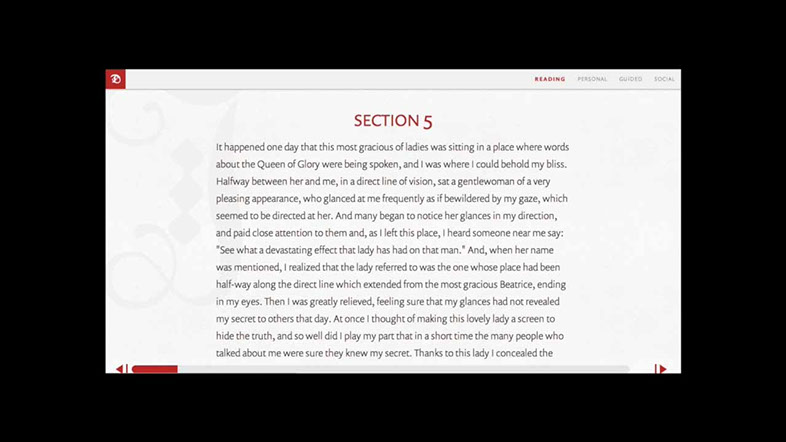 READING PERSONAL GUIDED SOCIAL
SECTION 5
It happened one day that this most gracious of ladies was sitting in a place where words
about the Queen of Glory were being spoken, and I was where I could behold my bliss.
Halfway between her and me, in a direct line of vision, sat a gentlewoman of a very
pleasing appearance, who glanced at me frequently as if bewildered by my gaze, which
seemed to be directed at her. And many began to notice her glances in my direction,
and paid close attention to them and, as I left this place, I heard someone near me say:
"See what a devastating effect that lady has had on that man." And, when her name
was mentioned, I realized that the lady referred to was the one whose place had been
half-way along the direct line which extended from the most gracious Beatrice, ending
in my eyes. Then I was greatly relieved, feeling sure that my glances had not revealed
my secret to others that day. At once I thought of making this lovely lady a screen to
hide the truth, and so well did I play my part that in a short time the many people who
talked about me were sure they knew my secret. Thanks to this lady I concealed the